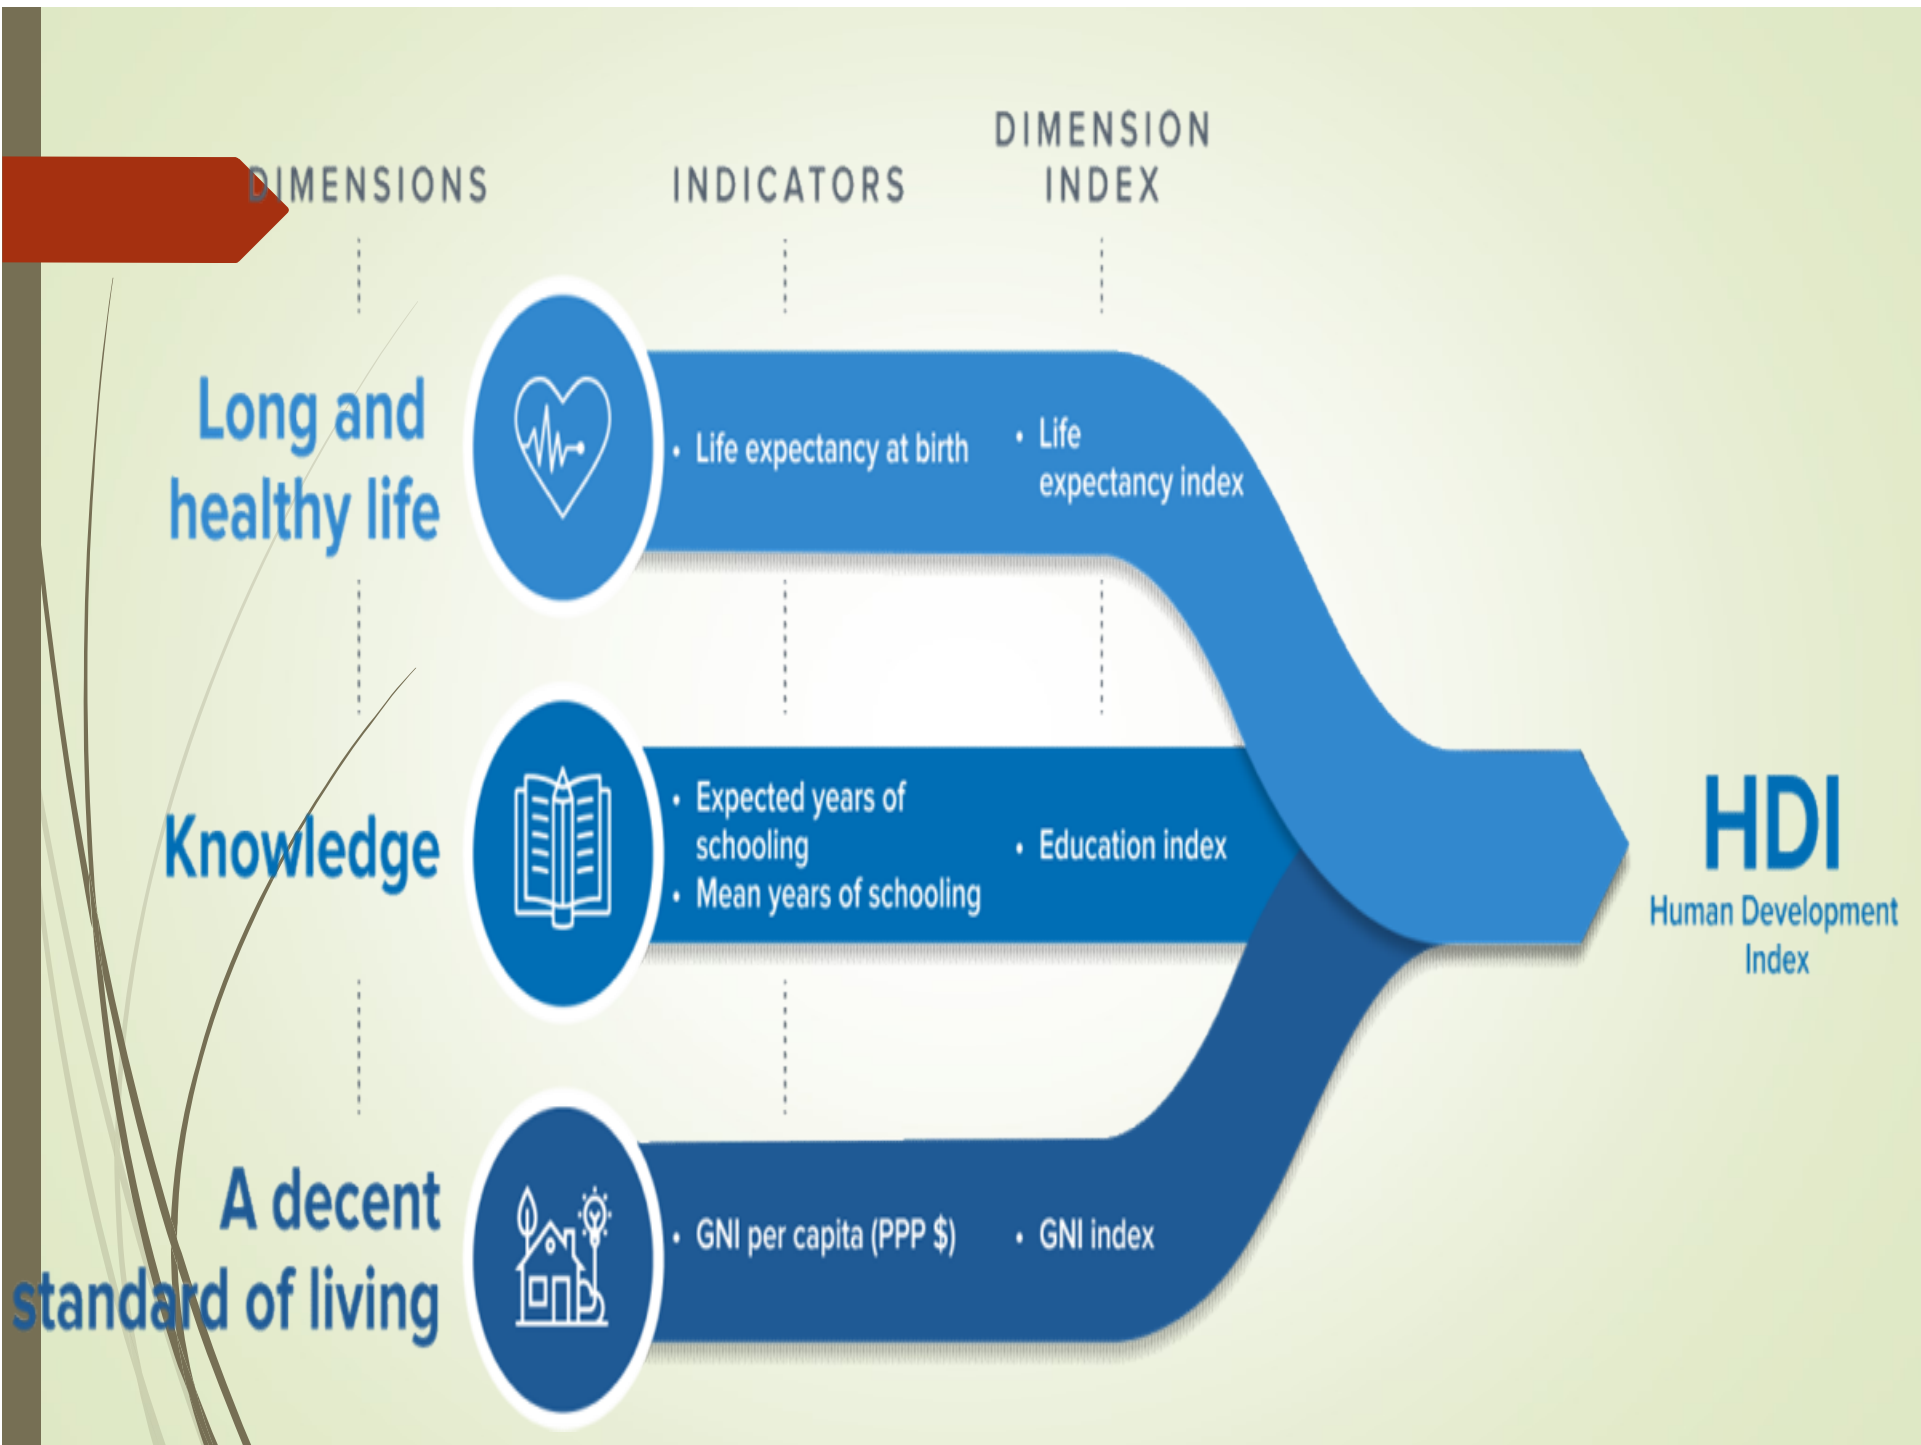 DIMENSIONS
INDICATORS
DIMENSION
INDEX
Long and
healthy life
• Life expectancy at birth
• Life
expectancy index
Knowledge
• Expected years of
schooling
• Mean years of schooling
• Education index
A decent
standard of living
• GNI per capita (PPP $)
• GNI index
HDI
Human Development
Index